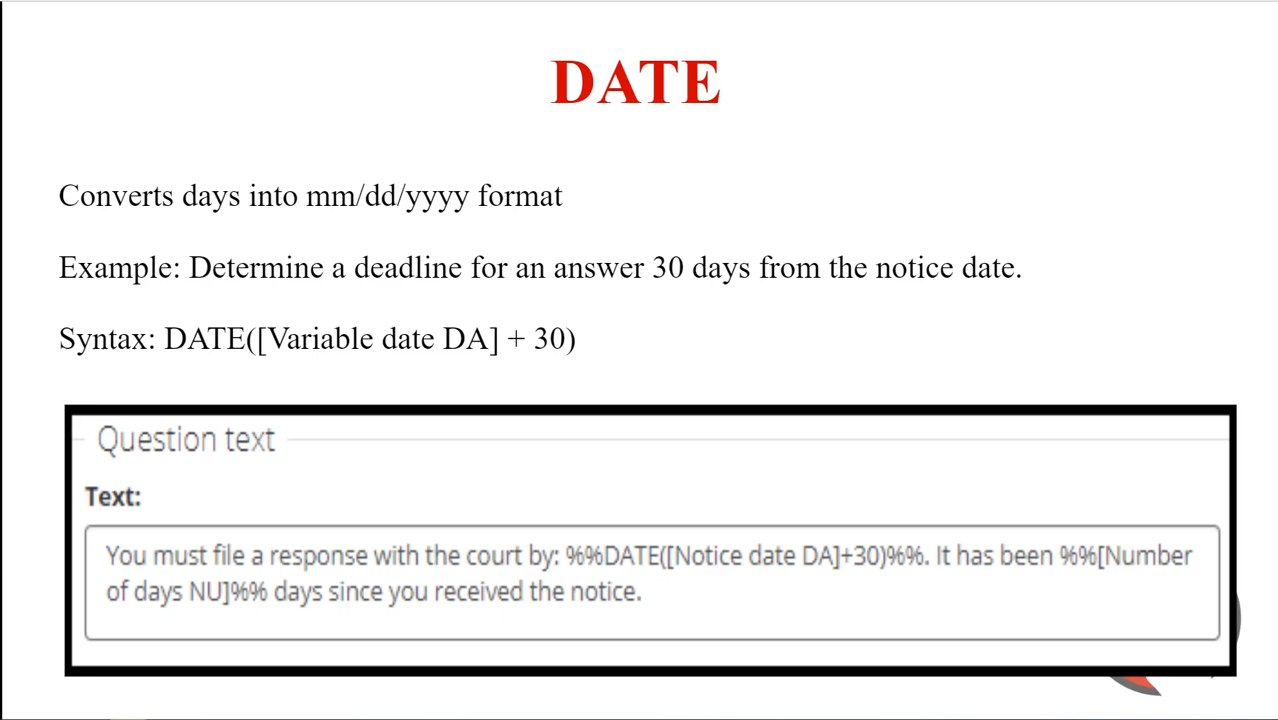 DATE
Converts days into mm/dd/yyyy format
Example: Determine a deadline for an answer 30 days from the notice date.
Syntax: DATE([Variable date DA] + 30)
Question text
Text:
You must file a response with the court by: %%DATE([Notice date DA]+30)%%. It has been %%[Number
of days NU]%% days since you received the notice.